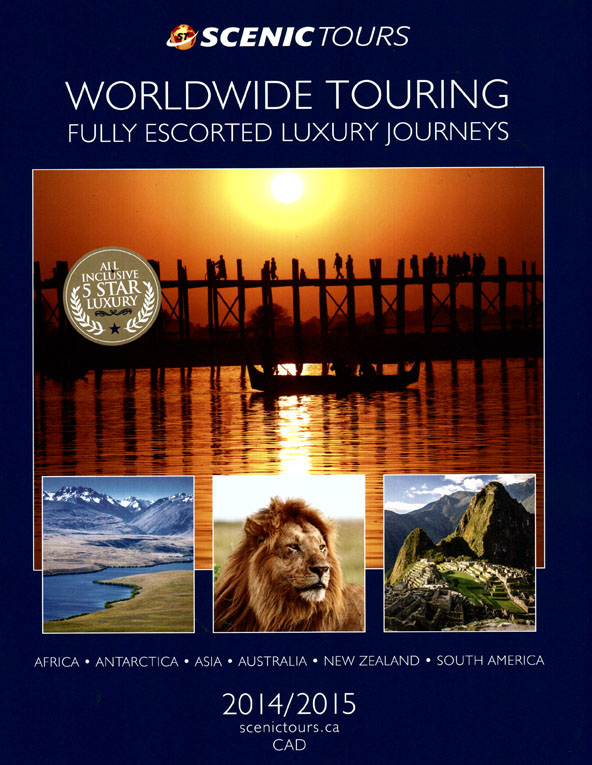 ST SCENIC TOURS
WORLDWIDE TOURING
FULLY ESCORTED LUXURY JOURNEYS
ALL
INCLUSIVE
5 STAR
LUXURY
AFRICA • ANTARCTICA • ASIA • AUSTRALIA • NEW ZEALAND • SOUTH AMERICA
2014/2015
scenictours.ca
CAD